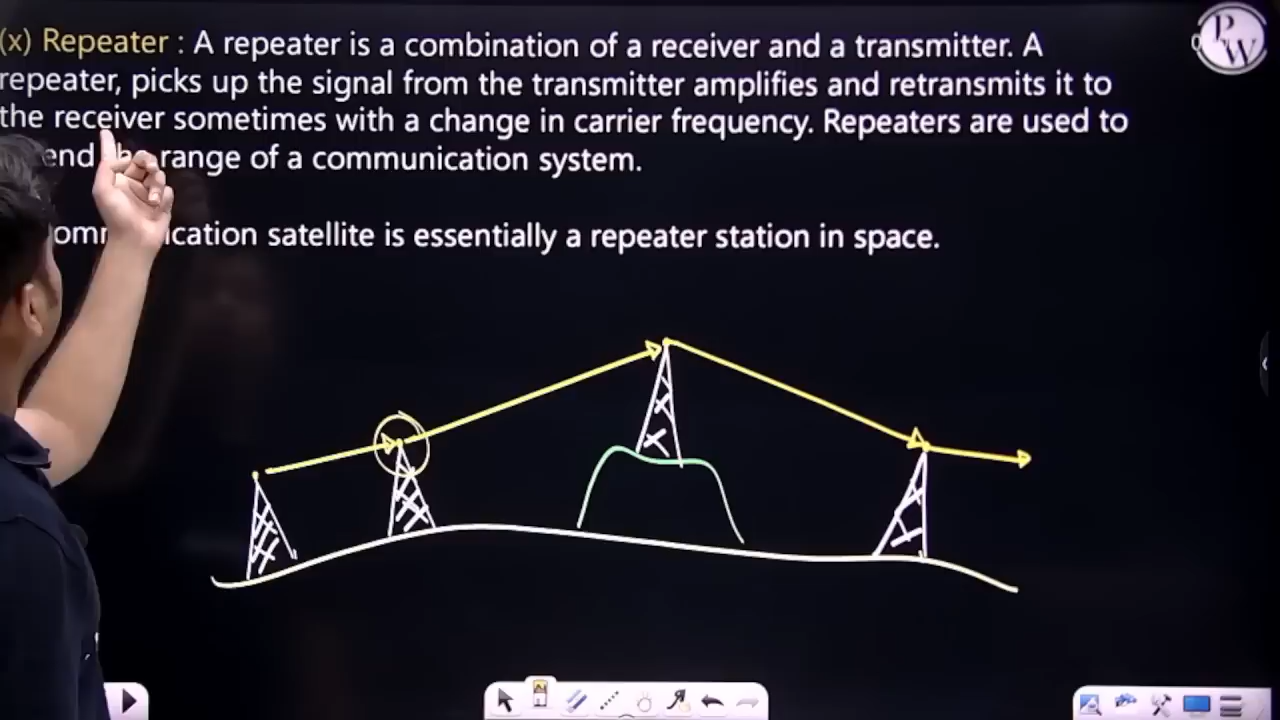 (x) Repeater : A repeater is a combination of a receiver and a transmitter. A
repeater, picks up the signal from the transmitter amplifies and retransmits it to
the receiver sometimes with a change in carrier frequency. Repeaters are used to
range of a communication system.
satellite is essentially a repeater station in space.
PW